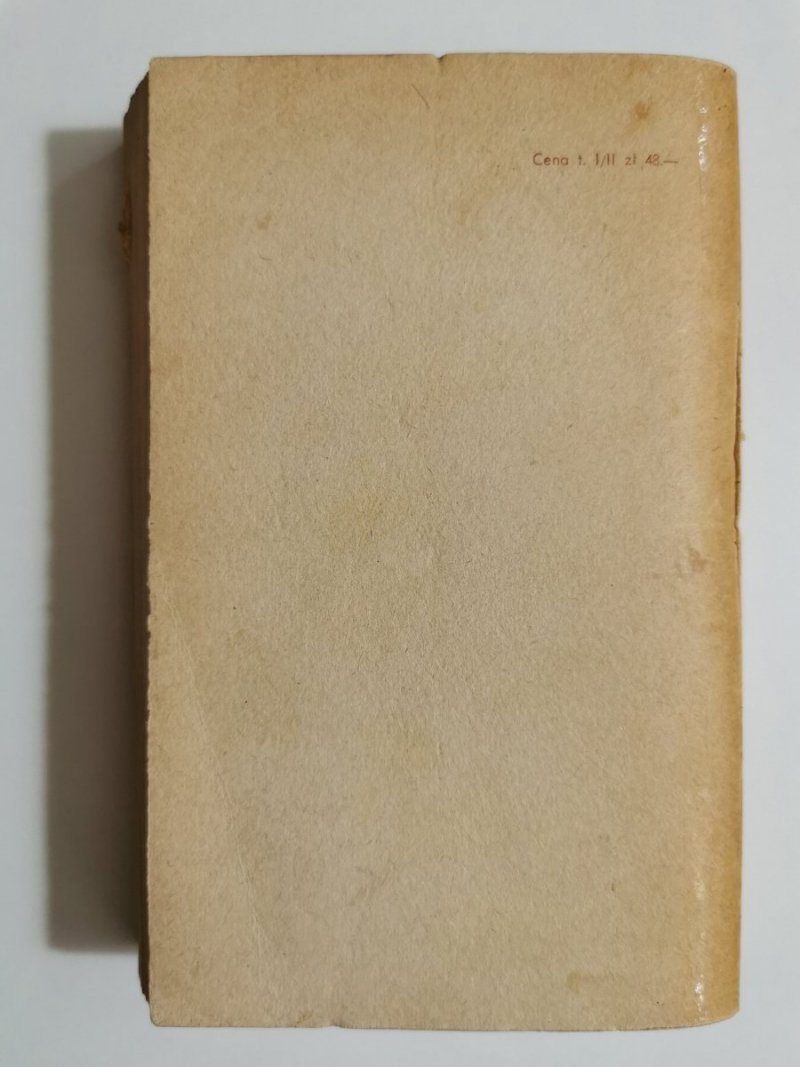 Cena t. I/II zł 48.—